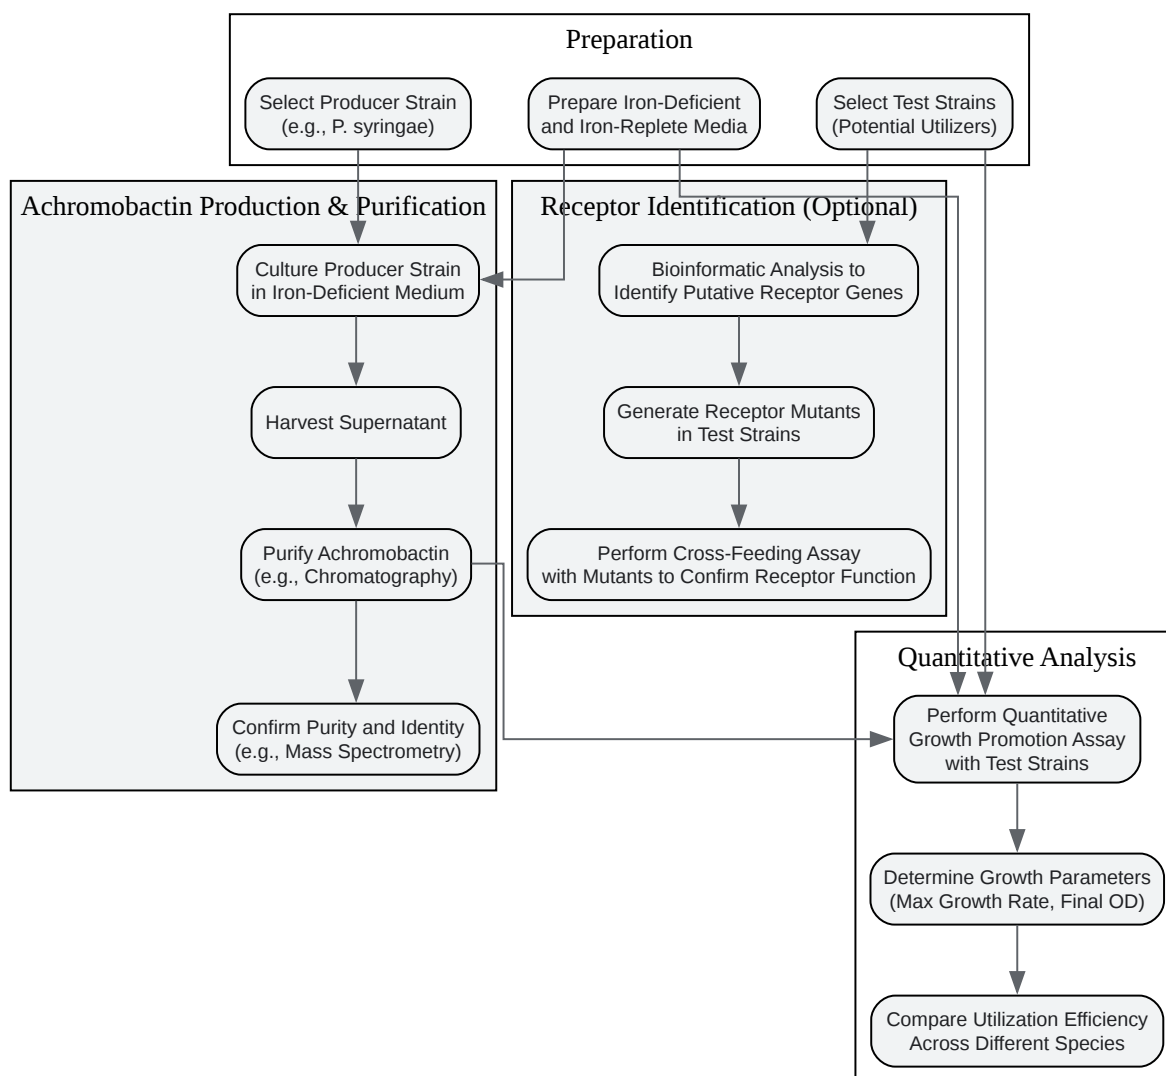 Preparation
Select Producer Strain
(e.g., P. syringae)
Prepare Iron-Deficient
and Iron-Replete Media
Select Test Strains
(Potential Utilizers)
Achromobactin Production & Purification
Culture Producer Strain
in Iron-Deficient Medium
Harvest Supernatant
Purify Achromobactin
(e.g., Chromatography)
Confirm Purity and Identity
(e.g., Mass Spectrometry)
Receptor Identification (Optional)
Bioinformatic Analysis to
Identify Putative Receptor Genes
Generate Receptor Mutants
in Test Strains
Perform Cross-Feeding Assay
with Mutants to Confirm Receptor Function
Quantitative Analysis
Perform Quantitative
Growth Promotion Assay
with Test Strains
Determine Growth Parameters
(Max Growth Rate, Final OD)
Compare Utilization Efficiency
Across Different Species